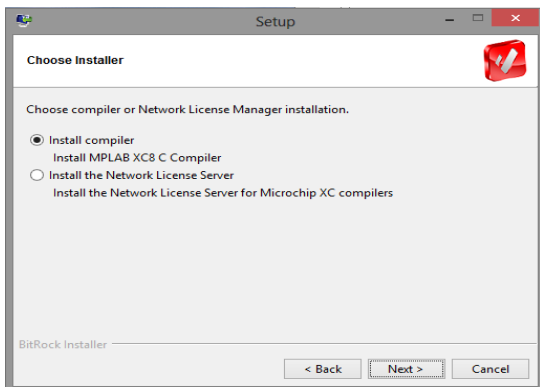 Setup
Choose Installer
Choose compiler or Network License Manager installation.
Install compiler
Install MPLAB XC8 C Compiler
Install the Network License Server
Install the Network License Server for Microchip XC compilers
BitRock Installer
< Back Next > Cancel